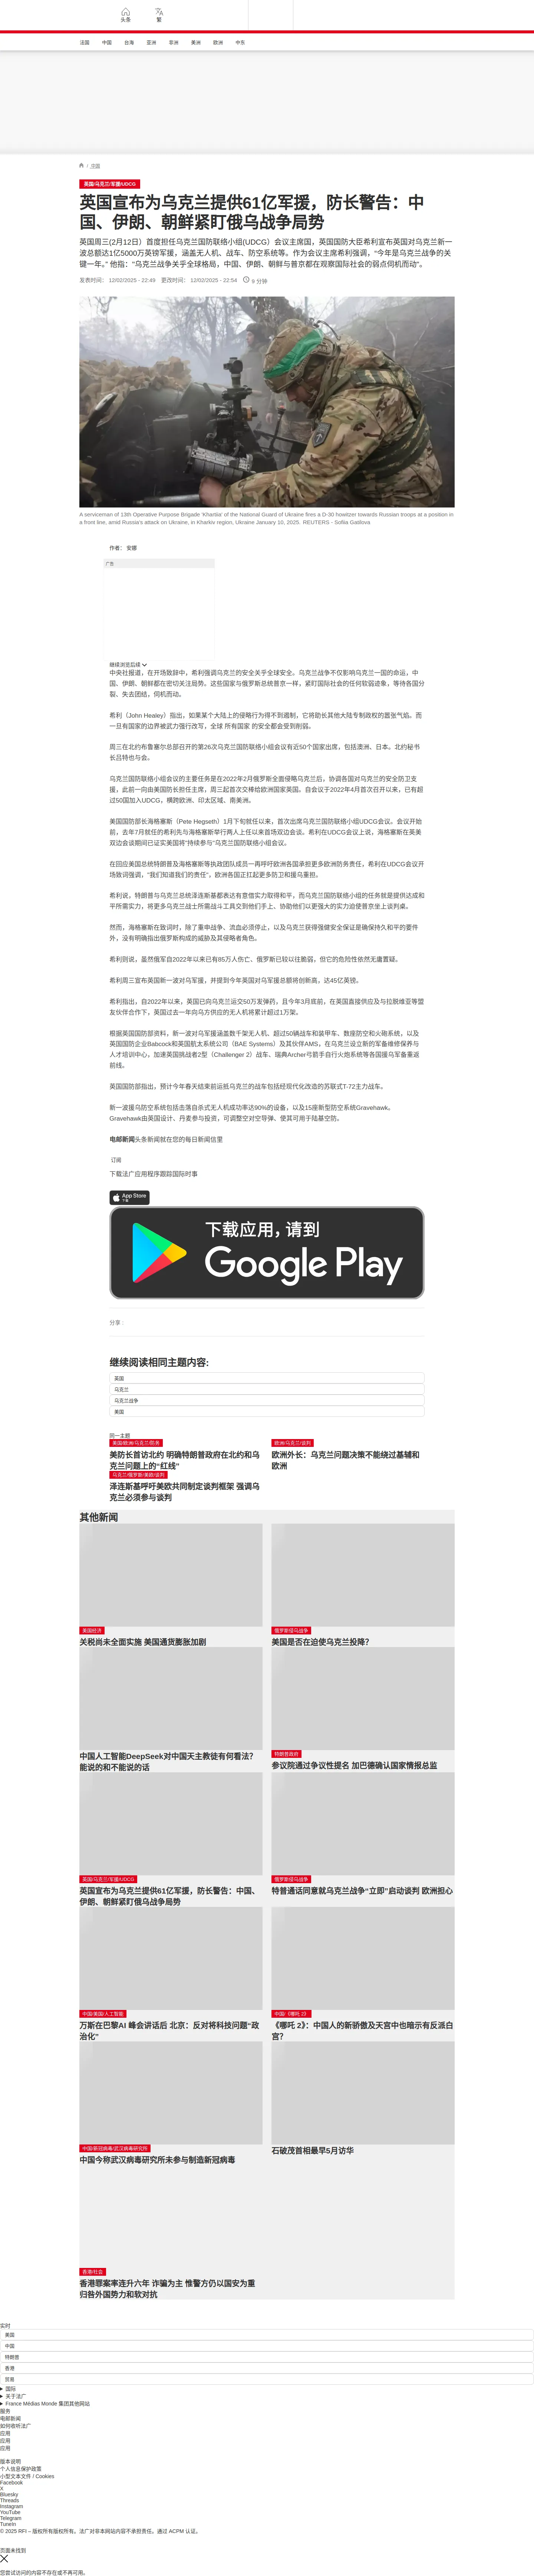 头条
繁
法国
中国
台海
亚洲
非洲
美洲
欧洲
中东
/ 法国
英国/乌克兰/军援/UDCG
英国宣布为乌克兰提供61亿军援，防长警告：中
国、伊朗、朝鲜紧盯俄乌战争局势
英国周三(2月12日）首度担任乌克兰国防联络小组(UDCG）会议主席国，英国国防大臣希利宣布英国对乌克兰新一
波总额达1亿5000万英镑军援，涵盖无人机、战车、防空系统等。作为会议主席希利强调，"今年是乌克兰战争的关
键一年。" 他指："乌克兰战争关乎全球格局，中国、伊朗、朝鲜与普京都在观察国际社会的弱点伺机而动"。
发表时间： 12/02/2025 - 22:49 更改时间： 12/02/2025 - 22:54 9 分钟
A serviceman of 13th Operative Purpose Brigade 'Khartiia' of the National Guard of Ukraine fires a D-30 howitzer towards Russian troops at a position in
a front line, amid Russia's attack on Ukraine, in Kharkiv region, Ukraine January 10, 2025. REUTERS - Sofiia Gatilova
作者： 安娜
广告
继续浏览后续
中央社报道，在开场致辞中，希利强调乌克兰的安全关乎全球安全。乌克兰战争不仅影响乌克兰一国的命运，中
国、伊朗、朝鲜都在密切关注局势。这些国家与俄罗斯总统普京一样，紧盯国际社会的任何软弱迹象，等待各国分
裂、失去团结，伺机而动。
希利（John Healey）指出，如果某个大陆上的侵略行为得不到遏制，它将助长其他大陆专制政权的嚣张气焰。而
一旦有国家的边界被武力强行改写，全球 所有国家 的安全都会受到削弱。
周三在北约布鲁塞尔总部召开的第26次乌克兰国防联络小组会议有近50个国家出席，包括澳洲、日本。北约秘书
长吕特也与会。
乌克兰国防联络小组会议的主要任务是在2022年2月俄罗斯全面侵略乌克兰后，协调各国对乌克兰的安全防卫支
援，此前一向由美国防长担任主席，周三起首次交棒给欧洲国家英国。自会议于2022年4月首次召开以来，已有超
过50国加入UDCG，横跨欧洲、印太区域、南美洲。
美国国防部长海格塞斯（Pete Hegseth）1月下旬就任以来，首次出席乌克兰国防联络小组UDCG会议。会议开始
前，去年7月就任的希利先与海格塞斯举行两人上任以来首场双边会谈。希利在UDCG会议上说，海格塞斯在英美
双边会谈期间已证实美国将"持续参与"乌克兰国防联络小组会议。
在回应美国总统特朗普及海格塞斯等执政团队成员一再呼吁欧洲各国承担更多欧洲防务责任，希利在UDCG会议开
场致词强调，"我们知道我们的责任"，欧洲各国正扛起更多防卫和援乌重担。
希利说，特朗普与乌克兰总统泽连斯基都表达有意借实力取得和平，而乌克兰国防联络小组的任务就是提供达成和
平所需实力，将更多乌克兰战士所需战斗工具交到他们手上、协助他们以更强大的实力迫使普京坐上谈判桌。
然而，海格塞斯在致词时，除了重申战争、流血必须停止，以及乌克兰获得强健安全保证是确保持久和平的要件
外，没有明确指出俄罗斯构成的威胁及其侵略者角色。
希利则说，虽然俄军自2022年以来已有85万人伤亡、俄罗斯已较以往脆弱，但它的危险性依然无庸置疑。
希利周三宣布英国新一波对乌军援，并提到今年英国对乌军援总额将创新高，达45亿英镑。
希利指出，自2022年以来，英国已向乌克兰运交50万发弹药，且今年3月底前，在英国直接供应及与拉脱维亚等盟
友伙伴合作下，英国过去一年向乌方供应的无人机将累计超过1万架。
根据英国国防部资料，新一波对乌军援涵盖数千架无人机、超过50辆战车和装甲车、数座防空和火砲系统，以及
英国国防企业Babcock和英国航太系统公司（BAE Systems）及其伙伴AMS，在乌克兰设立新的军备维修保养与
人才培训中心，加速英国挑战者2型（Challenger 2）战车、瑞典Archer弓箭手自行火炮系统等各国援乌军备重返
前线。
英国国防部指出，预计今年春天结束前运抵乌克兰的战车包括经现代化改造的苏联式T-72主力战车。
新一波援乌防空系统包括击落自杀式无人机成功率达90%的设备，以及15座新型防空系统Gravehawk。
Gravehawk由英国设计、丹麦参与投资，可调整空对空导弹、使其可用于陆基空防。
电邮新闻头条新闻就在您的每日新闻信里
订阅
下载法广应用程序跟踪国际时事
App Store
下载
下载应用，请到
Google Play
分享 :
继续阅读相同主题内容:
英国
乌克兰
乌克兰战争
美国
同一主题
美国/欧洲/乌克兰/防务
美防长首访北约 明确特朗普政府在北约和乌
克兰问题上的"红线"
欧洲/乌克兰/谈判
欧洲外长：乌克兰问题决策不能绕过基辅和
欧洲
乌克兰/俄罗斯/美欧/谈判
泽连斯基呼吁美欧共同制定谈判框架 强调乌
克兰必须参与谈判
其他新闻
美国经济
关税尚未全面实施 美国通货膨胀加剧
俄罗斯侵乌战争
美国是否在迫使乌克兰投降？
中国人工智能DeepSeek对中国天主教徒有何看法？
能说的和不能说的话
特朗普政府
参议院通过争议性提名 加巴德确认国家情报总监
英国/乌克兰/军援/UDCG
英国宣布为乌克兰提供61亿军援，防长警告：中国、
伊朗、朝鲜紧盯俄乌战争局势
俄罗斯侵乌战争
特普通话同意就乌克兰战争"立即"启动谈判 欧洲担心
中国/美国/人工智能
万斯在巴黎AI 峰会讲话后 北京：反对将科技问题"政
治化"
中国/《哪吒 2》
《哪吒 2》：中国人的新骄傲及天宫中也暗示有反派白
宫？
中国/新冠病毒/武汉病毒研究所
中国今称武汉病毒研究所未参与制造新冠病毒
石破茂首相最早5月访华
香港/社会
香港罪案率连升六年 诈骗为主 惟警方仍以国安为重
归咎外国势力和软对抗
实时
美国
中国
特朗普
香港
贸易
国际
关于法广
France Médias Monde 集团其他网站
服务
电邮新闻
如何收听法广
应用
应用
应用
版本说明
个人信息保护政策
小型文本文件 / Cookies
Facebook
X
Bluesky
Threads
Instagram
YouTube
Telegram
TuneIn
© 2025 RFI – 版权所有版权所有。法广对非本网站内容不承担责任。通过 ACPM 认证。
页面未找到
您尝试访问的内容不存在或不再可用。